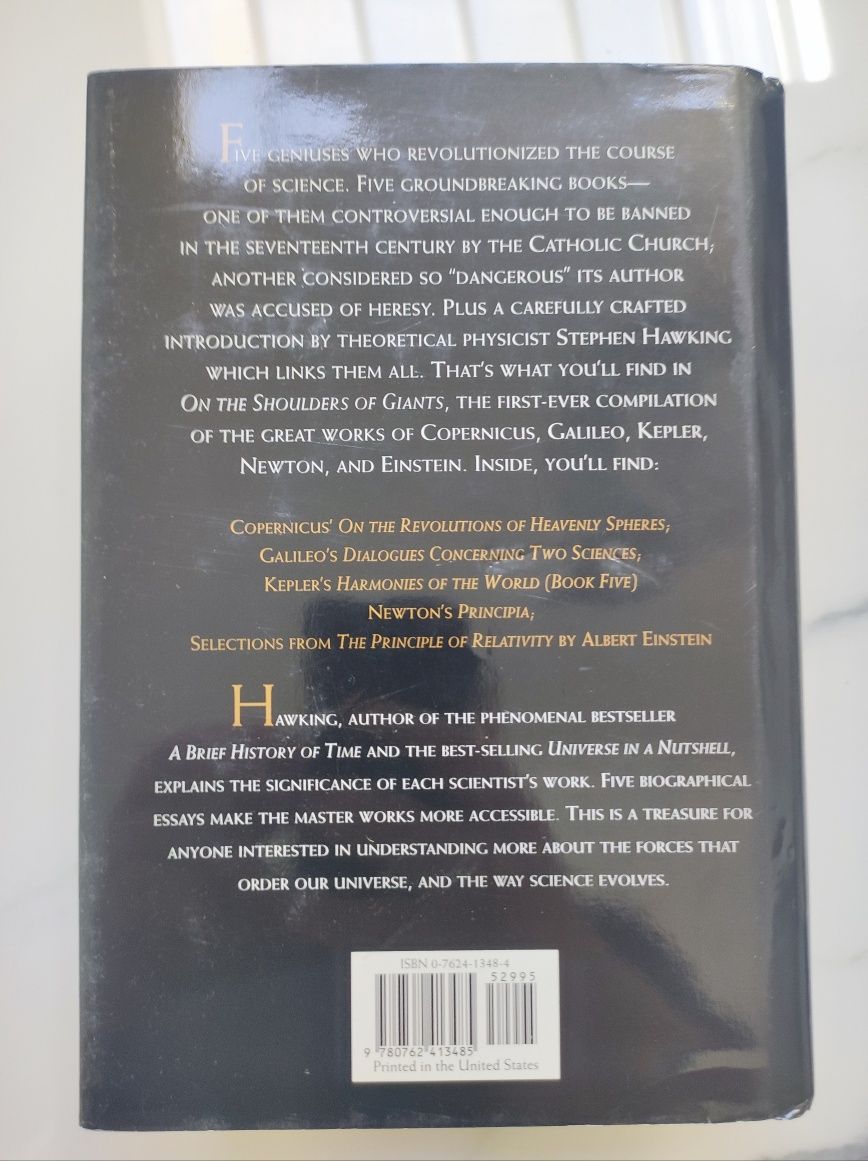 FIVE GENIUSES WHO REVOLUTIONIZED THE COURSE
OF SCIENCE. FIVE GROUNDBREAKING BOOKS—
ONE OF THEM CONTROVERSIAL ENOUGH TO BE BANNED
IN THE SEVENTEENTH CENTURY BY THE CATHOLIC CHURCH;
ANOTHER CONSIDERED SO “DANGEROUS” ITS AUTHOR
WAS ACCUSED OF HERESY. PLUS A CAREFULLY CRAFTED
INTRODUCTION BY THEORETICAL PHYSICIST STEPHEN HAWKING
WHICH LINKS THEM ALL. THAT’S WHAT YOU’LL FIND IN
ON THE SHOULDERS OF GIANTS, THE FIRST-EVER COMPILATION
OF THE GREAT WORKS OF COPERNICUS, GALILEO, KEPLER,
NEWTON, AND EINSTEIN. INSIDE, YOU’LL FIND:
COPERNICUS’ ON THE REVOLUTIONS OF HEAVENLY SPHERES;
GALILEO’S DIALOGUES CONCERNING TWO SCIENCES;
KEPLER’S HARMONIES OF THE WORLD (BOOK FIVE)
NEWTON’S PRINCIPIA;
SELECTIONS FROM THE PRINCIPLE OF RELATIVITY BY ALBERT EINSTEIN
HAWKING, AUTHOR OF THE PHENOMENAL BESTSELLER
A BRIEF HISTORY OF TIME AND THE BEST-SELLING UNIVERSE IN A NUTSHELL,
EXPLAINS THE SIGNIFICANCE OF EACH SCIENTIST’S WORK. FIVE BIOGRAPHICAL
ESSAYS MAKE THE MASTER WORKS MORE ACCESSIBLE. THIS IS A TREASURE FOR
ANYONE INTERESTED IN UNDERSTANDING MORE ABOUT THE FORCES THAT
ORDER OUR UNIVERSE, AND THE WAY SCIENCE EVOLVES.
ISBN 0-7624-1348-4
52995
9 780762 413485
Printed in the United States